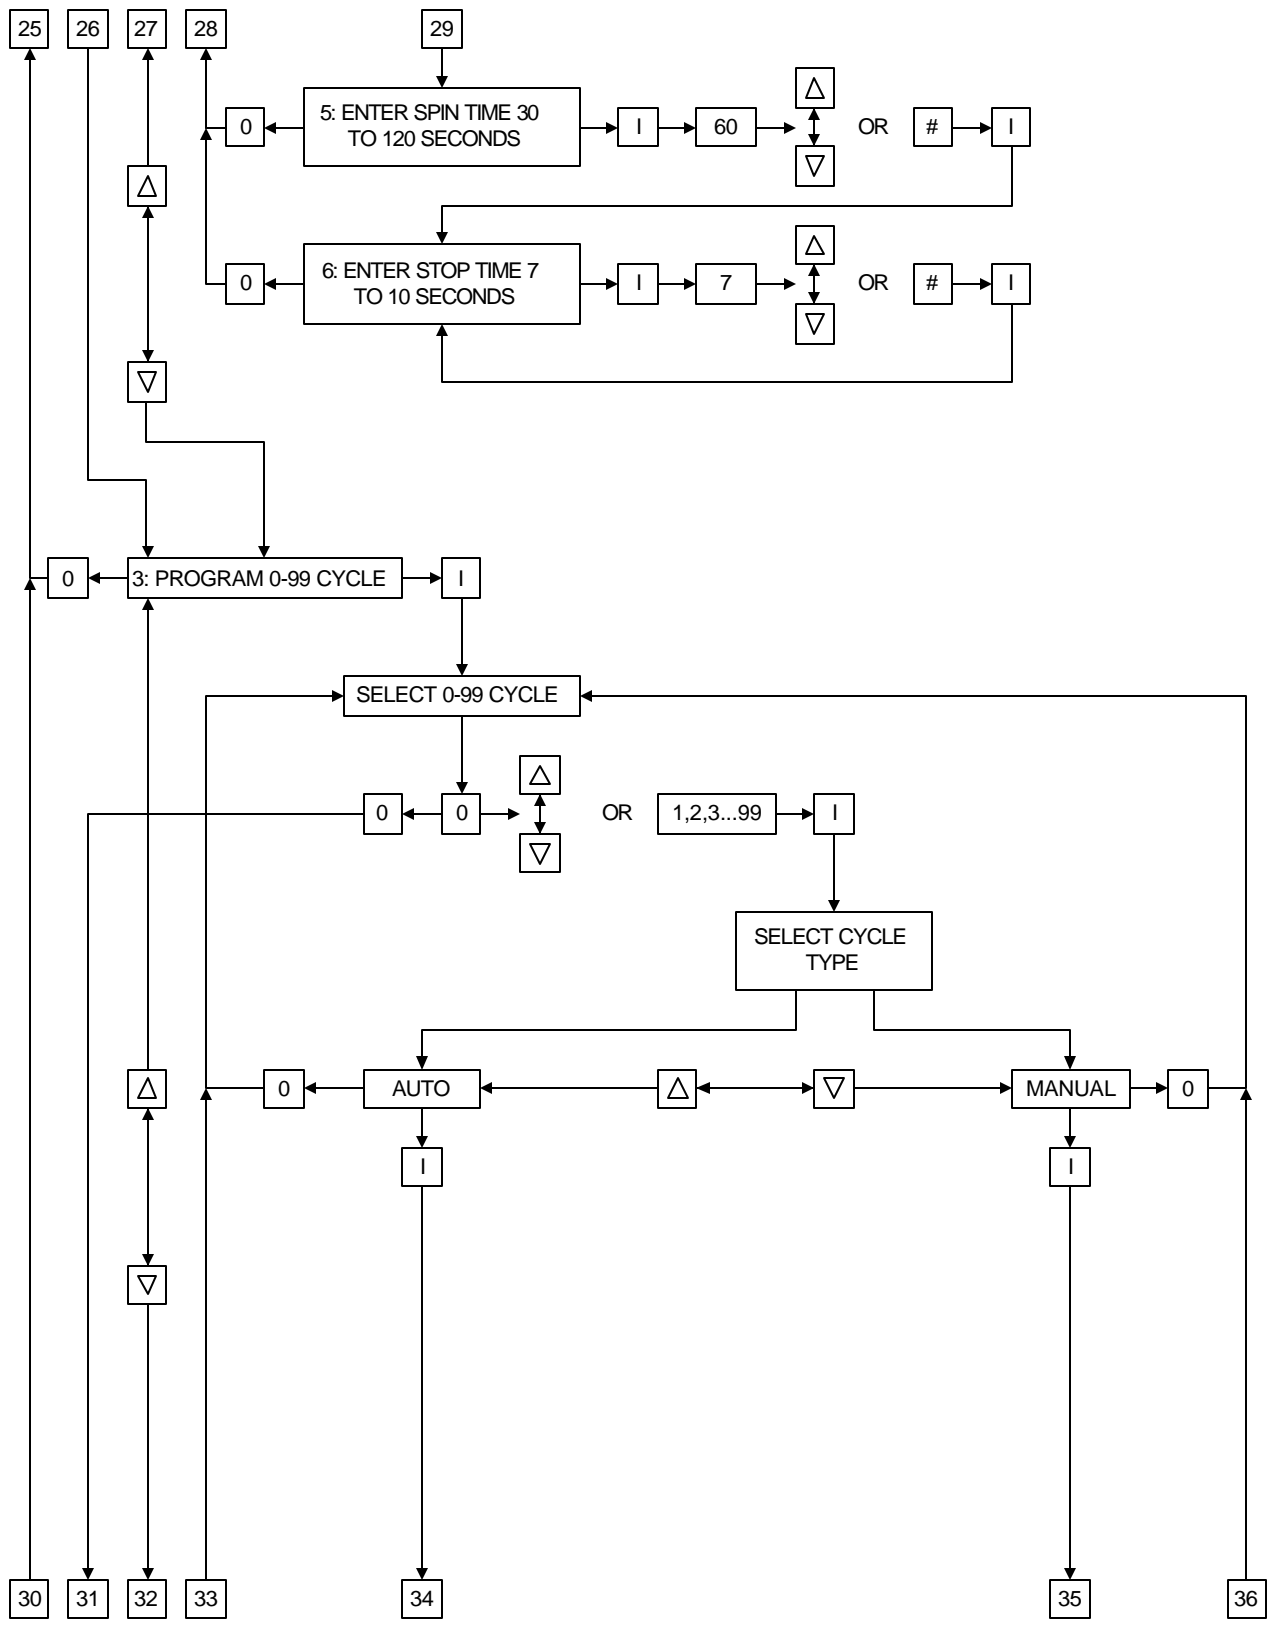 25 26 27 28 29
0 5: ENTER SPIN TIME 30 I 60 OR # I
TO 120 SECONDS
0 6: ENTER STOP TIME 7 I 7 OR # I
TO 10 SECONDS
0 3: PROGRAM 0-99 CYCLE I
SELECT 0-99 CYCLE
0 0 OR 1,2,3...99 I
SELECT CYCLE
TYPE
0 AUTO MANUAL 0
I I
30 31 32 33 34 35 36